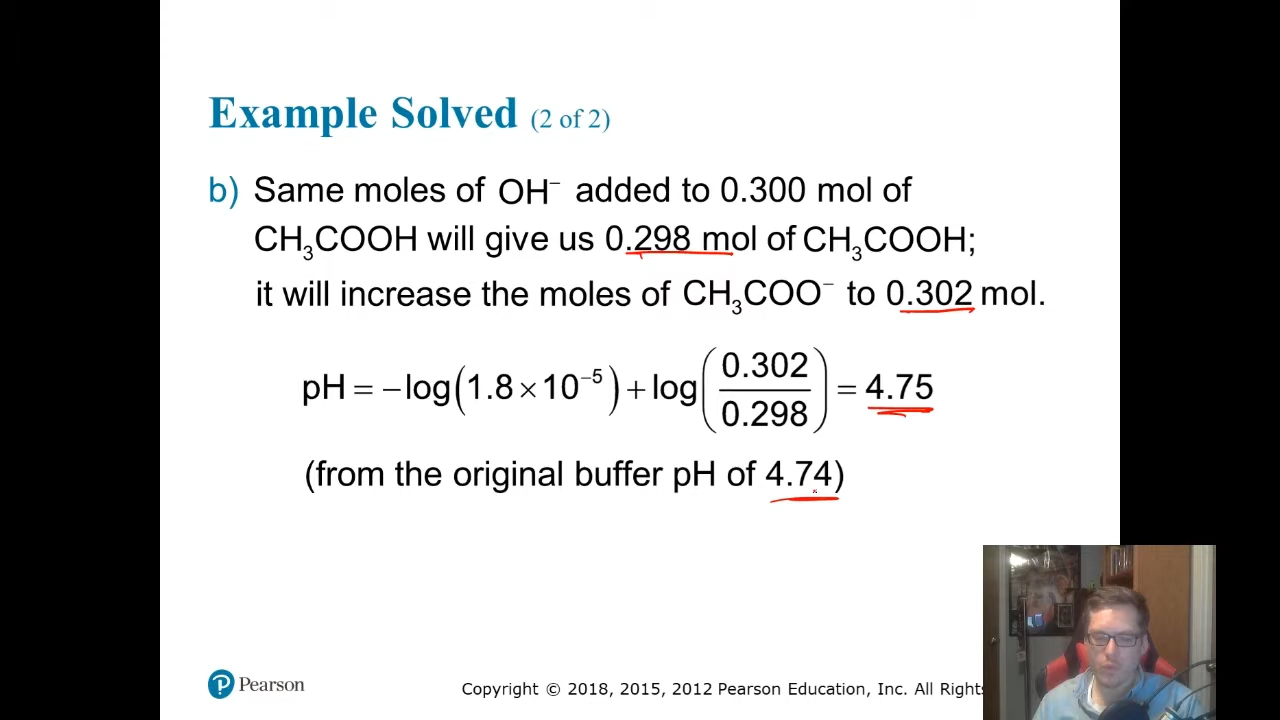 Example Solved (2 of 2)
b) Same moles of OH⁻ added to 0.300 mol of
CH₃COOH will give us 0.298 mol of CH₃COOH;
it will increase the moles of CH₃COO⁻ to 0.302 mol.
pH = −log(1.8 × 10⁻⁵) + log(0.302/0.298) = 4.75
(from the original buffer pH of 4.74)
Pearson
Copyright © 2018, 2015, 2012 Pearson Education, Inc. All Rights